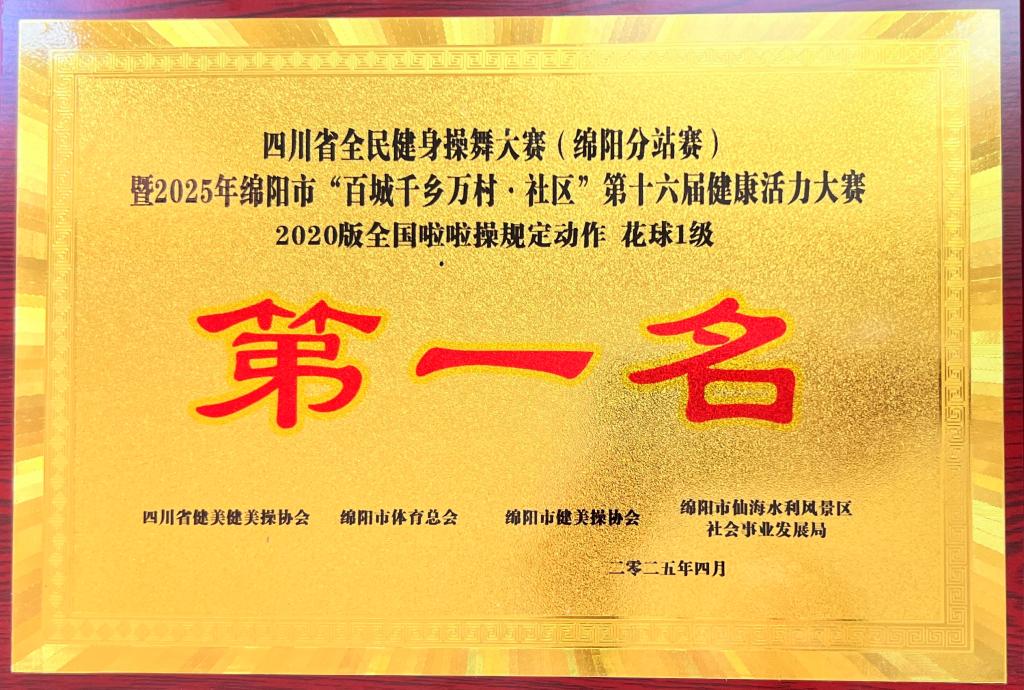 四川省全民健身操舞大赛（绵阳分站赛）
暨2025年绵阳市“百城千乡万村·社区”第十六届健康活力大赛
2020版全国啦啦操规定动作 花球1级
第一名
四川省健美健美操协会 绵阳市体育总会 绵阳市健美操协会 绵阳市仙海水利风景区
社会事业发展局
二零二五年四月